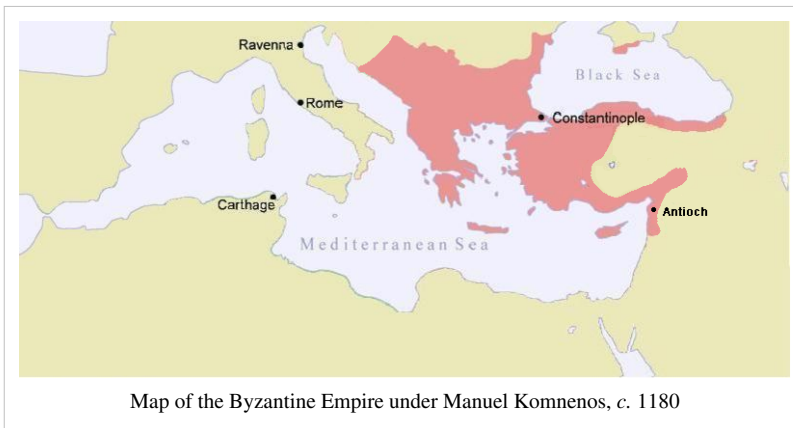 Ravenna
Black Sea
Rome
Constantinople
Carthage
Antioch
Mediterranean Sea
Map of the Byzantine Empire under Manuel Komnenos, c. 1180